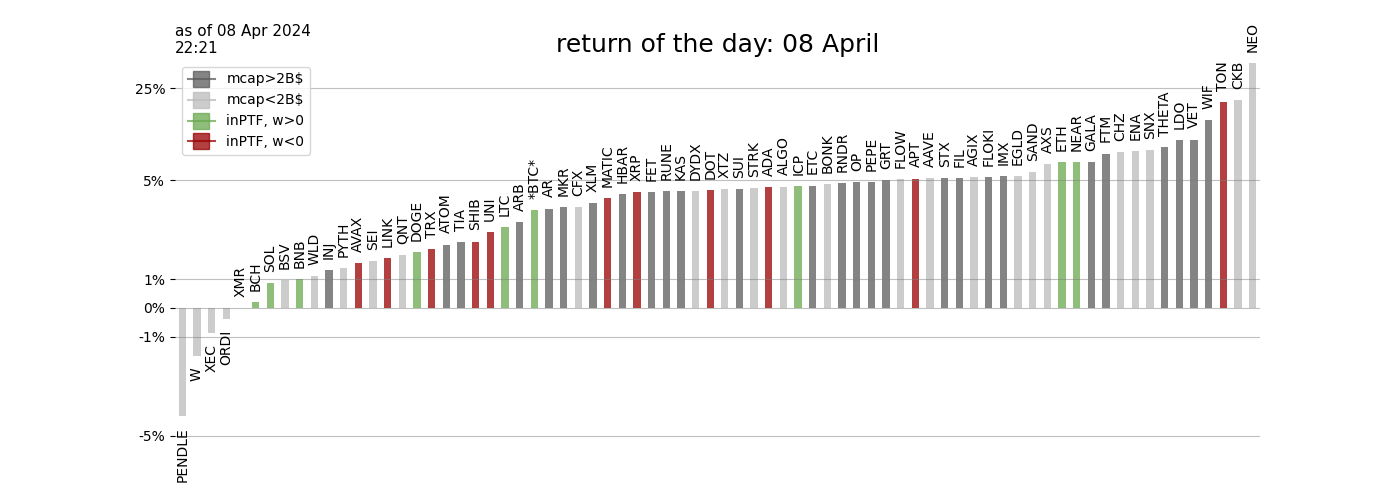 as of 08 Apr 2024
22:21
return of the day: 08 April
mcap>2B$
mcap<2B$
inPTF, w>0
inPTF, w<0
25%
5%
1%
0%
-1%
-5%
PENDLE
W
XEC
ORDI
XMR
BCH
SOL
BSV
BNB
WLD
INJ
PYTH
AVAX
SEI
LINK
QNT
DOGE
TRX
ATOM
TIA
SHIB
UNI
LTC
ARB
*BTC*
AR
MKR
CFX
XLM
MATIC
HBAR
XRP
FET
RUNE
KAS
DYDX
DOT
XTZ
SUI
STRK
ADA
ALGO
ICP
ETC
BONK
RNDR
OP
PEPE
GRT
FLOW
APT
AAVE
STX
FIL
AGIX
FLOKI
IMX
EGLD
SAND
AXS
ETH
NEAR
GALA
FTM
CHZ
ENA
SNX
THETA
LDO
VET
WIF
TON
CKB
NEO